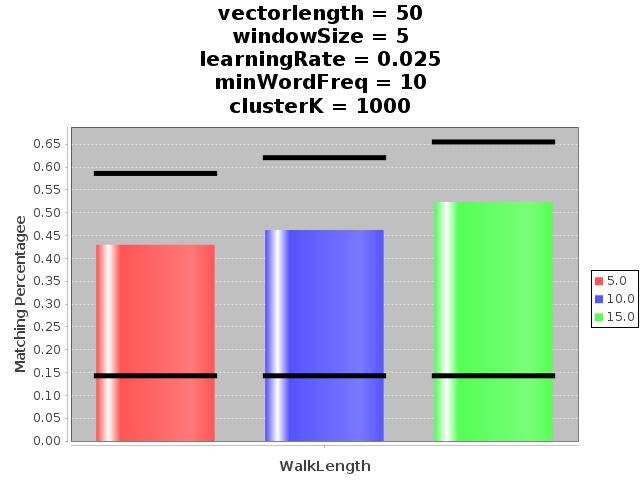 vectorlength = 50
windowSize = 5
learningRate = 0.025
minWordFreq = 10
clusterK = 1000
0.65
0.60
0.55
0.50
0.45
0.40
0.35
0.30
0.25
0.20
0.15
0.10
0.05
0.00
Matching Percentagee
WalkLength
5.0
10.0
15.0